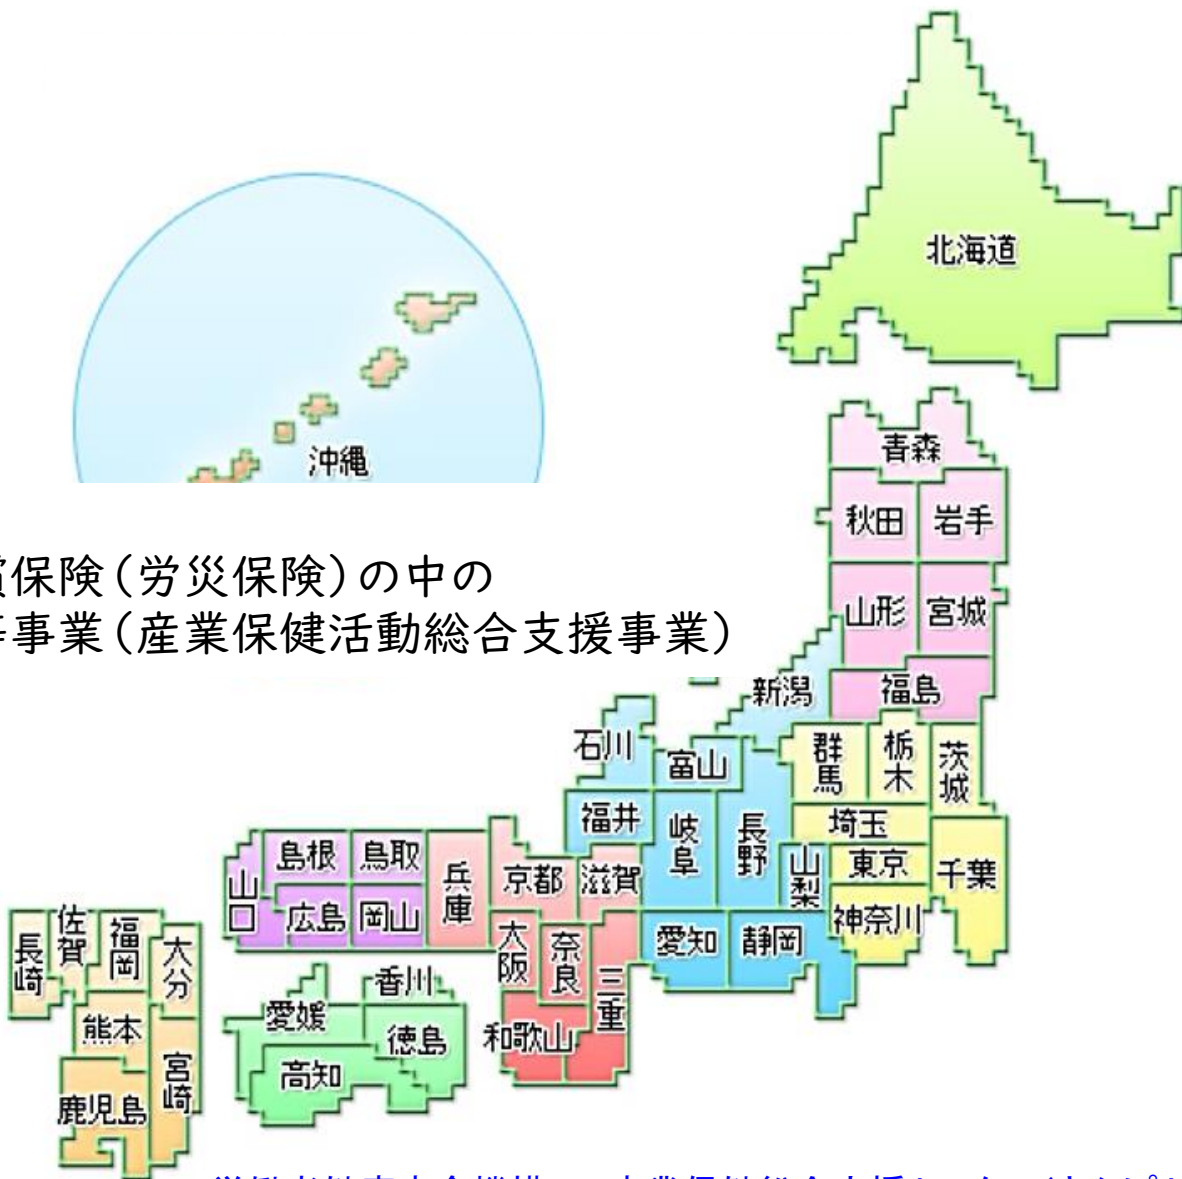 北海道
沖縄
青森
秋田
岩手
保険(労災保険)の中の
山形
宮城
事業(産業保健活動総合支援事業)
新潟
福島
石川
富山
群馬
栃木
茨城
福井
岐阜
長野
埼玉
山梨
東京
千葉
島根
鳥取
兵庫
京都
滋賀
山口
広島
岡山
神奈川
長崎
佐賀
福岡
大分
大阪
奈良
三重
愛知
静岡
香川
愛媛
徳島
和歌山
熊本
宮崎
高知
鹿児島